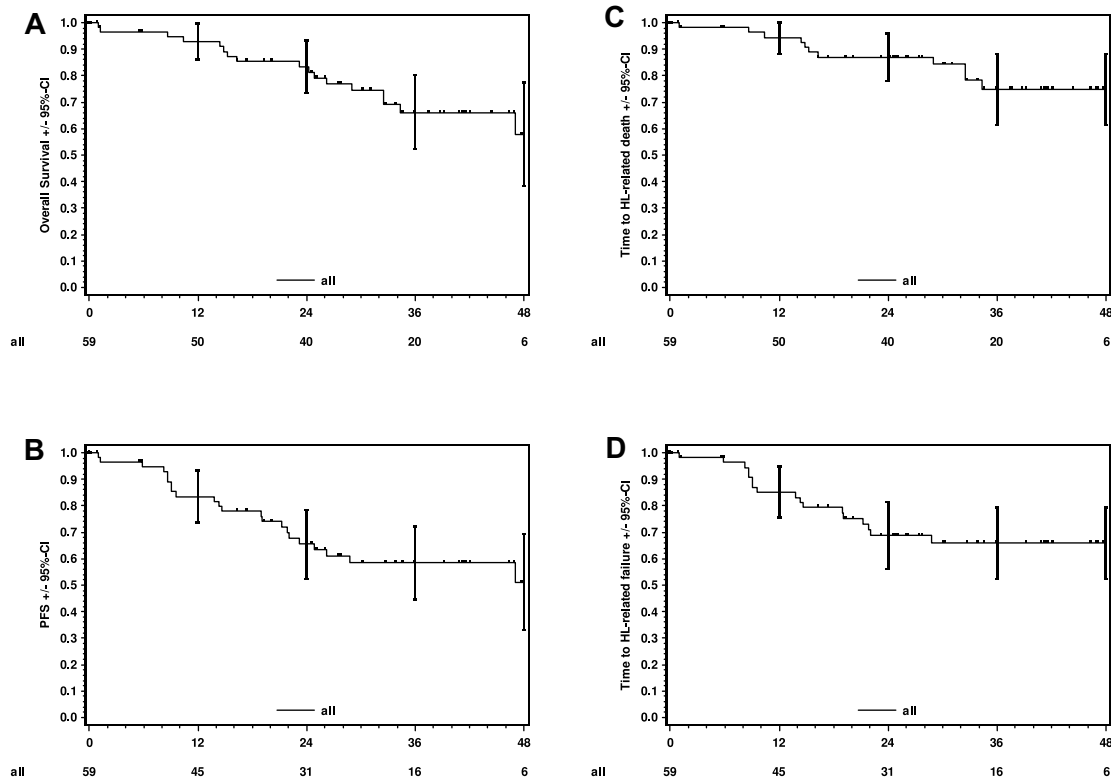 A
Overall Survival +/- 95%-CI
1.0
0.9
0.8
0.7
0.6
0.5
0.4
0.3
0.2
0.1
0.0
all
0 12 24 36 48
all 59 50 40 20 6
C
Time to HL-related death +/- 95%-CI
1.0
0.9
0.8
0.7
0.6
0.5
0.4
0.3
0.2
0.1
0.0
all
0 12 24 36 48
all 59 50 40 20 6
B
PFS +/- 95%-CI
1.0
0.9
0.8
0.7
0.6
0.5
0.4
0.3
0.2
0.1
0.0
all
0 12 24 36 48
all 59 45 31 16 6
D
Time to HL-related failure +/- 95%-CI
1.0
0.9
0.8
0.7
0.6
0.5
0.4
0.3
0.2
0.1
0.0
all
0 12 24 36 48
all 59 45 31 16 6